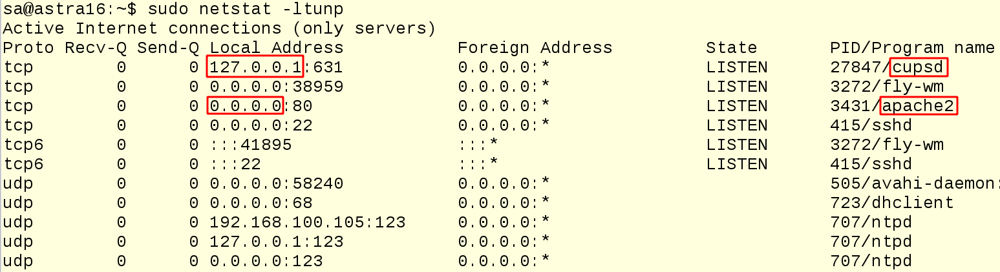 sa@astra16:~$ sudo netstat -ltunp
Active Internet connections (only servers)
Proto Recv-Q Send-Q Local Address           Foreign Address         State       PID/Program name
tcp        0      0 127.0.0.1:631           0.0.0.0:*               LISTEN      27847/cupsd
tcp        0      0 0.0.0.0:38959           0.0.0.0:*               LISTEN      3272/fly-wm
tcp        0      0 0.0.0.0:80              0.0.0.0:*               LISTEN      3431/apache2
tcp        0      0 0.0.0.0:22              0.0.0.0:*               LISTEN      415/sshd
tcp6       0      0 :::41895                :::*                    LISTEN      3272/fly-wm
tcp6       0      0 :::22                   :::*                    LISTEN      415/sshd
udp        0      0 0.0.0.0:58240           0.0.0.0:*                           505/avahi-daemon:
udp        0      0 0.0.0.0:68              0.0.0.0:*                           723/dhclient
udp        0      0 192.168.100.105:123     0.0.0.0:*                           707/ntpd
udp        0      0 127.0.0.1:123           0.0.0.0:*                           707/ntpd
udp        0      0 0.0.0.0:123             0.0.0.0:*                           707/ntpd